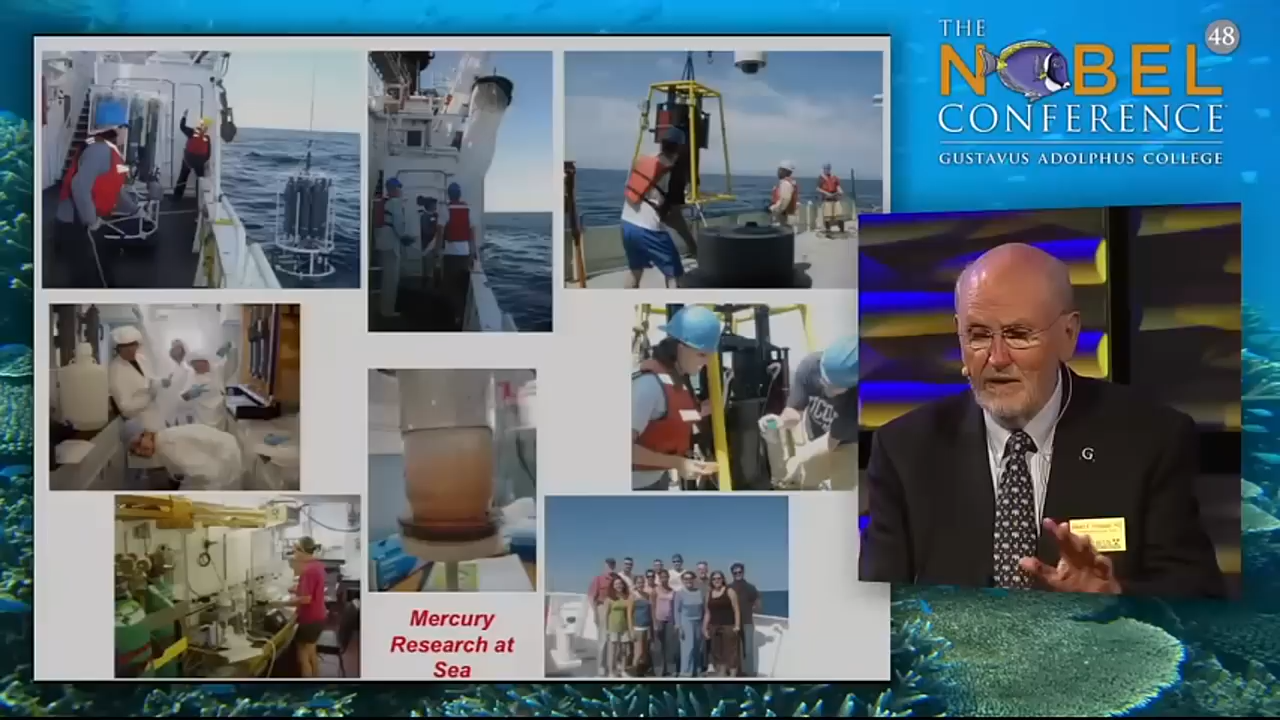 THE
NOBEL
48
CONFERENCE
GUSTAVUS ADOLPHUS COLLEGE
G.
Mercury
Research at
Sea